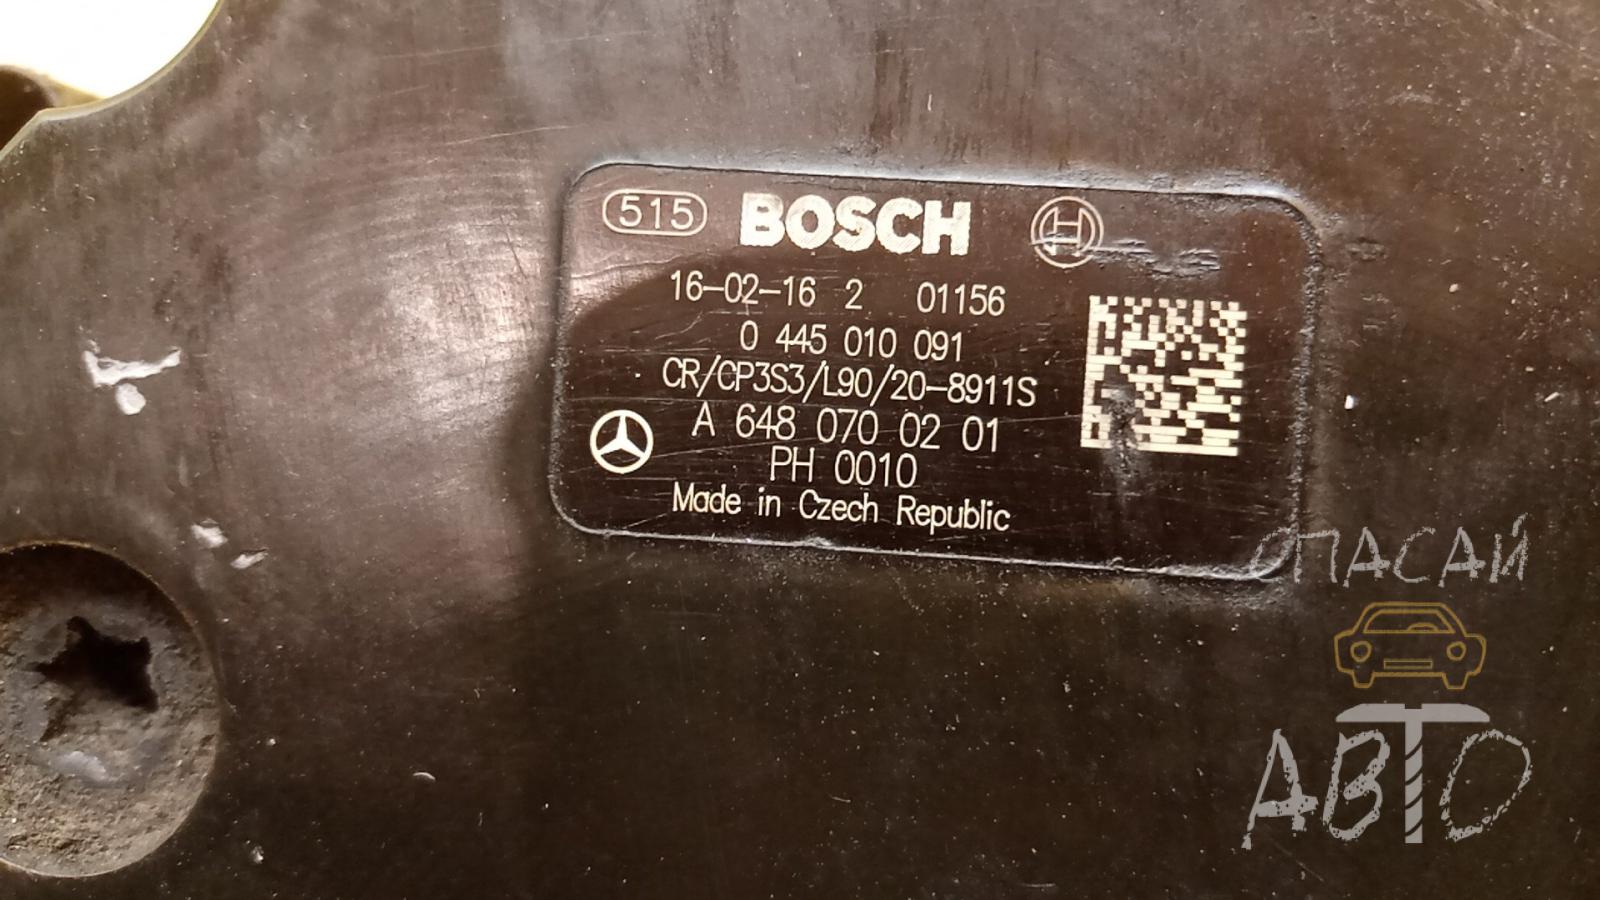 515 BOSCH
16-02-16 2 01156
0 445 010 091
CR/CP3S3/L90/20-8911S
A 648 070 02 01
PH 0010
Made in Czech Republic
СПАСАЙ
АВТО